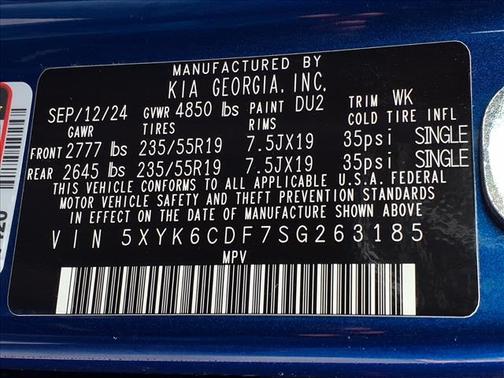 MANUFACTURED BY
KIA GEORGIA, INC.
SEP/12/24 GVWR 4850 lbs PAINT DU2 TRIM WK
GAWR TIRES RIMS COLD TIRE INFL
FRONT 2777 lbs 235/55R19 7.5JX19 35psi SINGLE
REAR 2645 lbs 235/55R19 7.5JX19 35psi SINGLE
THIS VEHICLE CONFORMS TO ALL APPLICABLE U.S.A. FEDERAL
MOTOR VEHICLE SAFETY AND THEFT PREVENTION STANDARDS
IN EFFECT ON THE DATE OF MANUFACTURE SHOWN ABOVE
VIN 5XYK6CDF7SG263185
MPV